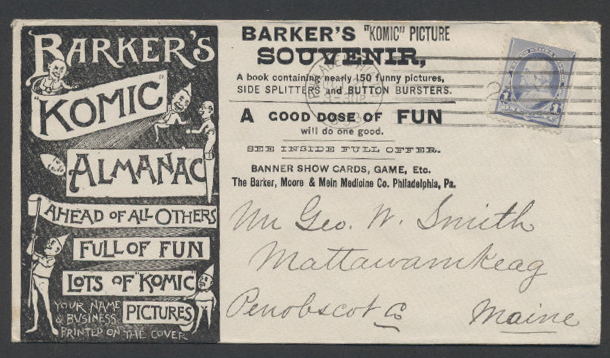 BARKER'S
"KOMIC"
ALMANAC
AHEAD OF ALL OTHERS
FULL OF FUN
LOTS OF "KOMIC
PICTURES
YOUR NAME
& BUSINESS
PRINTED ON THE COVER
BARKER'S "KOMIC" PICTURE
SOUVENIR,
A book containing nearly 150 funny pictures,
SIDE SPLITTERS and BUTTON BURSTERS.
A GOOD DOSE OF FUN
will do one good.
SEE INSIDE FULL OFFER.
BANNER SHOW CARDS, GAME, Etc.
The Barker, Moore & Mein Medicine Co. Philadelphia, Pa.
Mr Geo. W. Smith
Mattawamkeag
Penobscot Co Maine